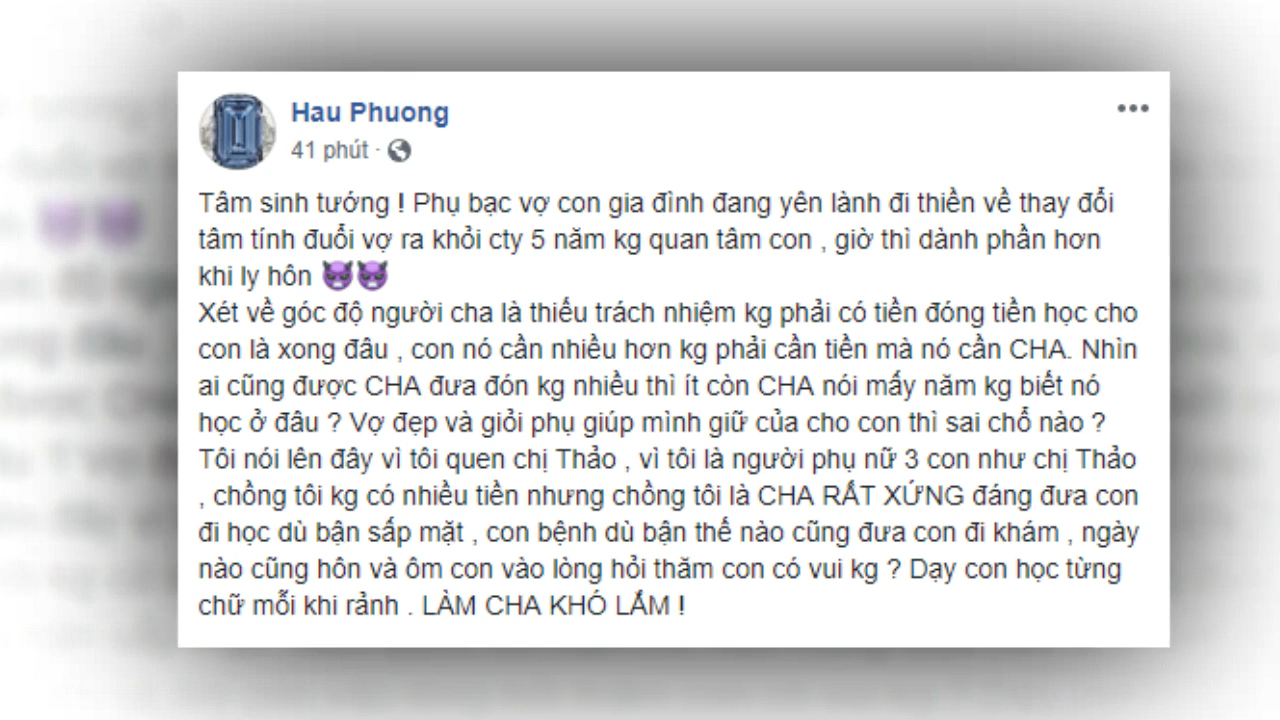 Hau Phuong
41 phút ·
Tâm sinh tướng ! Phụ bạc vợ con gia đình đang yên lành đi thiền về thay đổi
tâm tính đuổi vợ ra khỏi cty 5 năm kg quan tâm con , giờ thì dành phần hơn
khi ly hôn 👿👿
Xét về góc độ người cha là thiếu trách nhiệm kg phải có tiền đóng tiền học cho
con là xong đâu , con nó cần nhiều hơn kg phải cần tiền mà nó cần CHA. Nhìn
ai cũng được CHA đưa đón kg nhiều thì ít còn CHA nói mấy năm kg biết nó
học ở đâu ? Vợ đẹp và giỏi phụ giúp mình giữ của cho con thì sai chổ nào ?
Tôi nói lên đây vì tôi quen chị Thảo , vì tôi là người phụ nữ 3 con như chị Thảo
, chồng tôi kg có nhiều tiền nhưng chồng tôi là CHA RẤT XỨNG đáng đưa con
đi học dù bận sấp mặt , con bệnh dù bận thế nào cũng đưa con đi khám , ngày
nào cũng hôn và ôm con vào lòng hỏi thăm con có vui kg ? Dạy con học từng
chữ mỗi khi rảnh . LÀM CHA KHÓ LẮM !